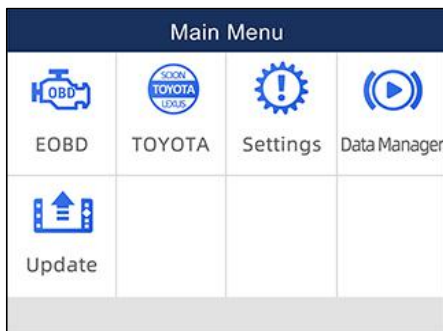 Main Menu
OBD
SCION
TOYOTA
LEXUS
EOBD
TOYOTA
Settings
Data Manager
Update